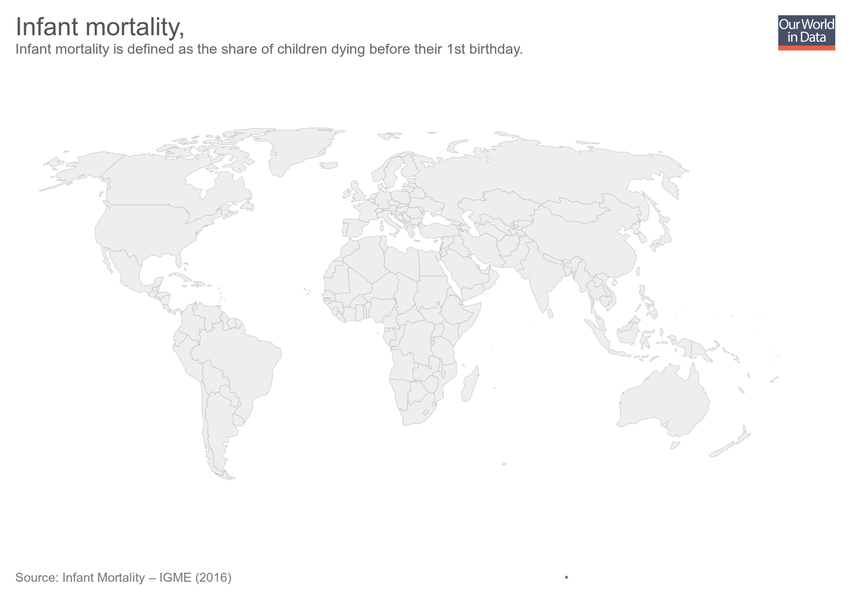 Infant mortality,
Infant mortality is defined as the share of children dying before their 1st birthday.
Our World
in Data
Source: Infant Mortality – IGME (2016)
•